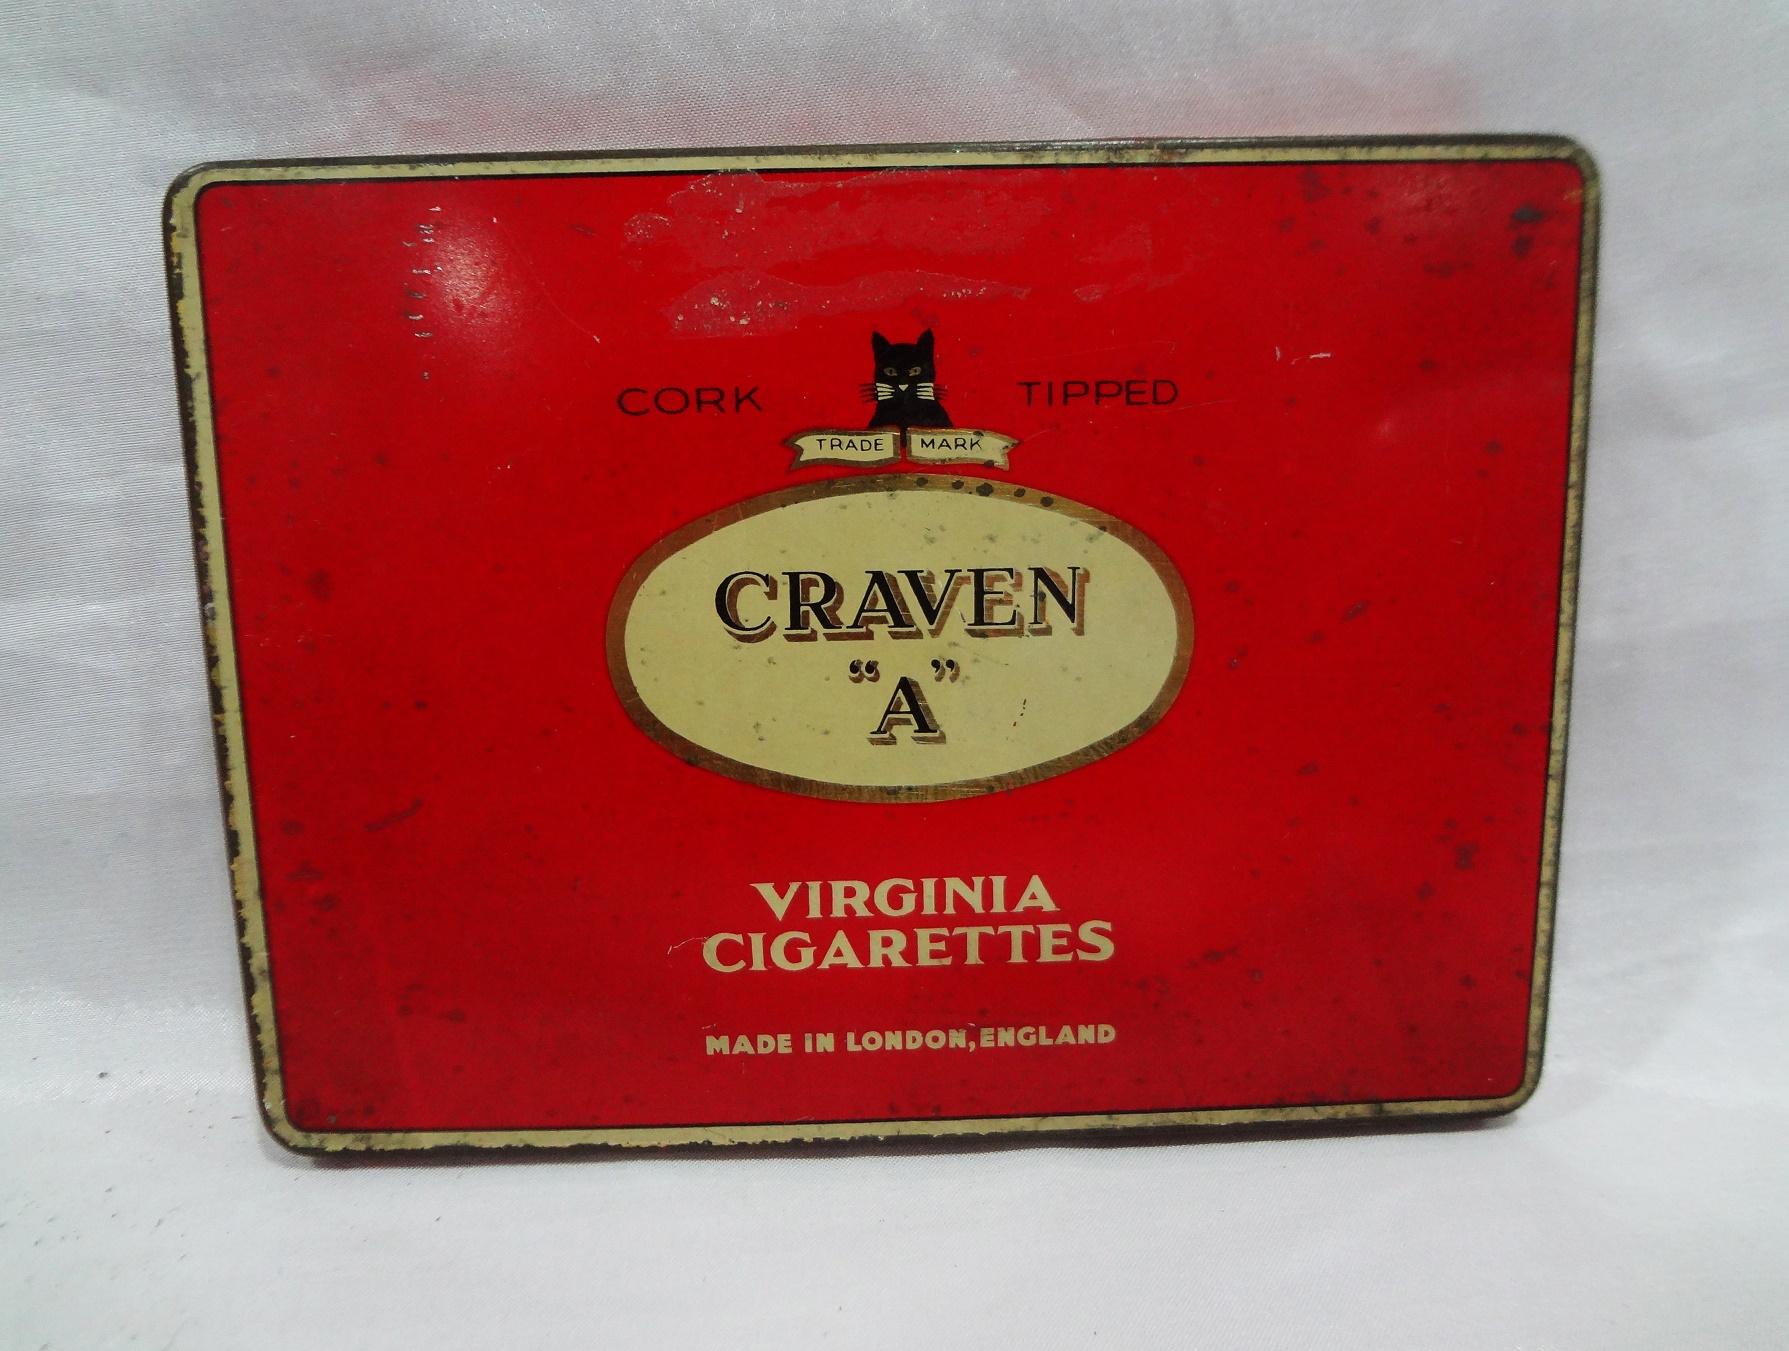 CORK TIPPED
TRADE MARK
CRAVEN
“A”
VIRGINIA
CIGARETTES
MADE IN LONDON, ENGLAND